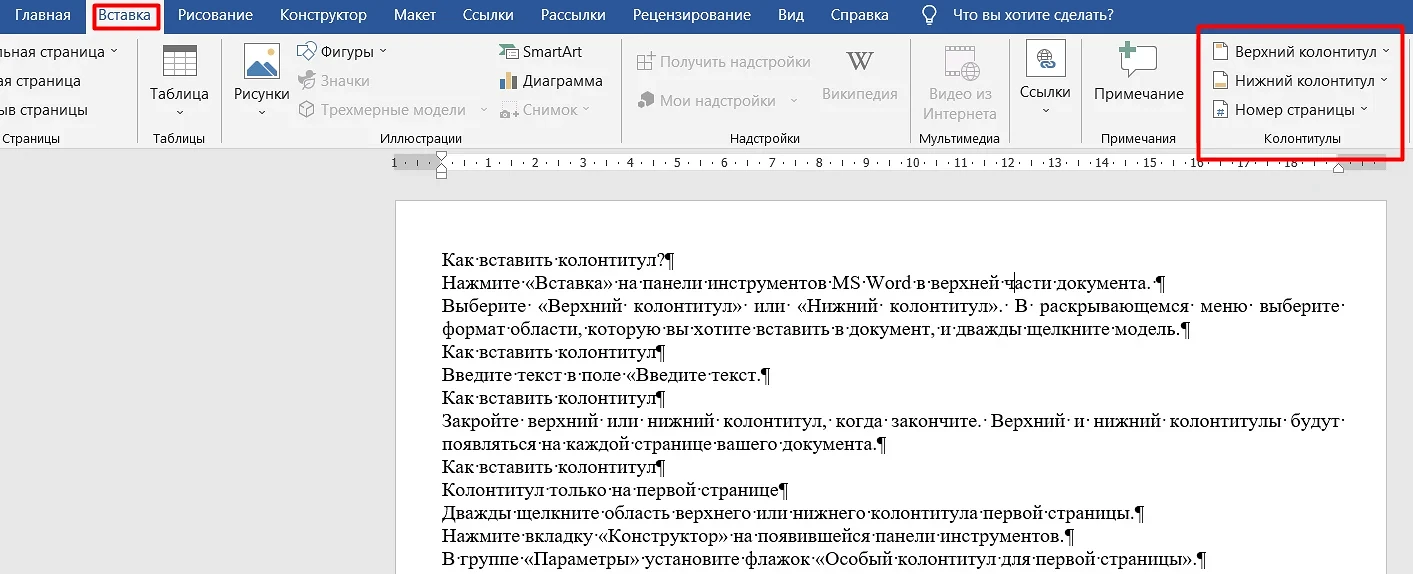 Главная Вставка Рисование Конструктор Макет Ссылки Рассылки Рецензирование Вид Справка Что вы хотите сделать?
льная страница
ая страница
ыв страницы
Страницы
Таблица
Таблицы
Рисунки
Фигуры
Значки
Трехмерные модели
SmartArt
Диаграмма
Снимок
Иллюстрации
Получить надстройки
Мои надстройки
W
Википедия
Надстройки
Видео из
Интернета
Мультимедиа
Ссылки
Примечание
Примечания
Верхний колонтитул
Нижний колонтитул
# Номер страницы
Колонтитулы
1 1 2 3 4 5 6 7 8 9 10 11 12 13 14 15 16 17 18
Как·вставить·колонтитул?¶
Нажмите·«Вставка»·на·панели·инструментов·MS·Word·в·верхней·части·документа.·¶
Выберите·«Верхний·колонтитул»·или·«Нижний·колонтитул».·В·раскрывающемся·меню·выберите·
формат·области,·которую·вы·хотите·вставить·в·документ,·и·дважды·щелкните·модель.¶
Как·вставить·колонтитул¶
Введите·текст·в·поле·«Введите·текст.¶
Как·вставить·колонтитул¶
Закройте·верхний·или·нижний·колонтитул,·когда·закончите.·Верхний·и·нижний·колонтитулы·будут·
появляться·на·каждой·странице·вашего·документа.¶
Как·вставить·колонтитул¶
Колонтитул·только·на·первой·странице¶
Дважды·щелкните·область·верхнего·или·нижнего·колонтитула·первой·страницы.¶
Нажмите·вкладку·«Конструктор»·на·появившейся·панели·инструментов.¶
В·группе·«Параметры»·установите·флажок·«Особый·колонтитул·для·первой·страницы».¶